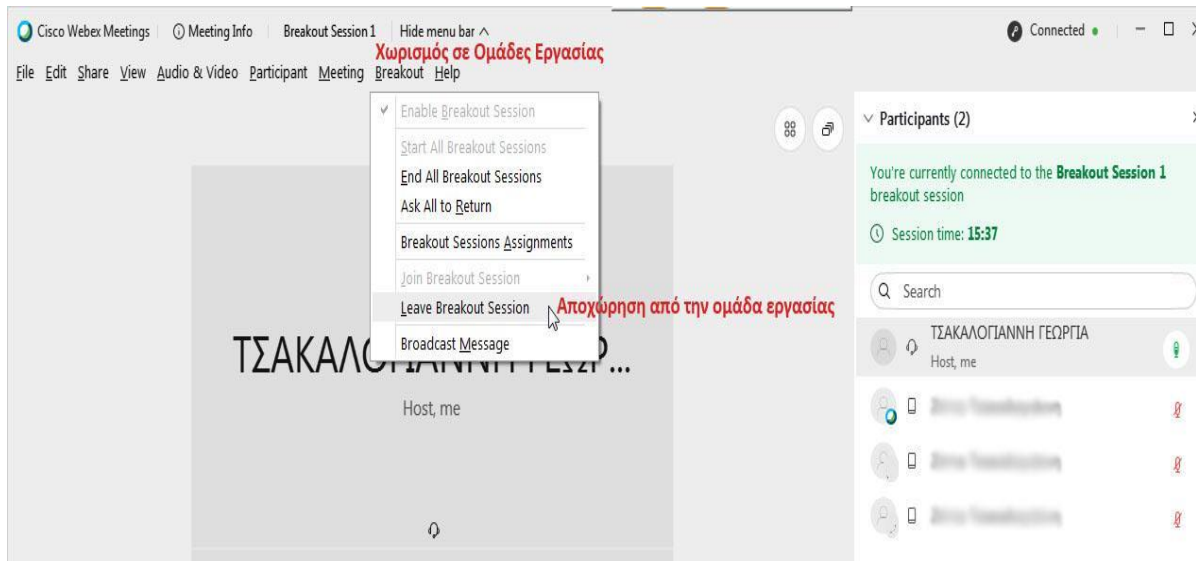 Cisco Webex Meetings Meeting Info Breakout Session 1 Hide menu bar Connected
Χωρισμός σε Ομάδες Εργασίας
File Edit Share View Audio & Video Participant Meeting Breakout Help
Enable Breakout Session
Start All Breakout Sessions
End All Breakout Sessions
Ask All to Return
Breakout Sessions Assignments
Join Breakout Session
Leave Breakout Session
Αποχώρηση από την ομάδα εργασίας
Broadcast Message
Host, me
Participants (2)
You're currently connected to the Breakout Session 1
breakout session
Session time: 15:37
Search
ΤΣΑΚΑΛΟΓΙΑΝΝΗ ΓΕΩΡΓΙΑ
Host, me